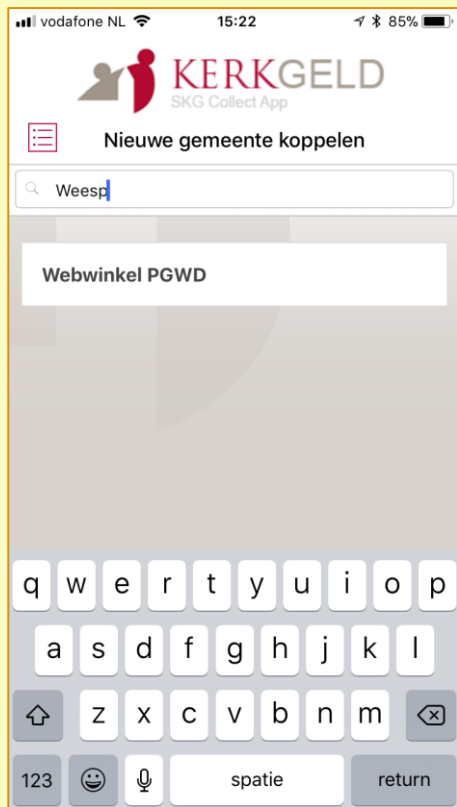 vodafone NL 15:22 85%
KERKGELD
SKG Collect App
Nieuwe gemeente koppelen
Weesp
Webwinkel PGWD
q w e r t y u i o p
a s d f g h j k l
z x c v b n m
123 spatie return